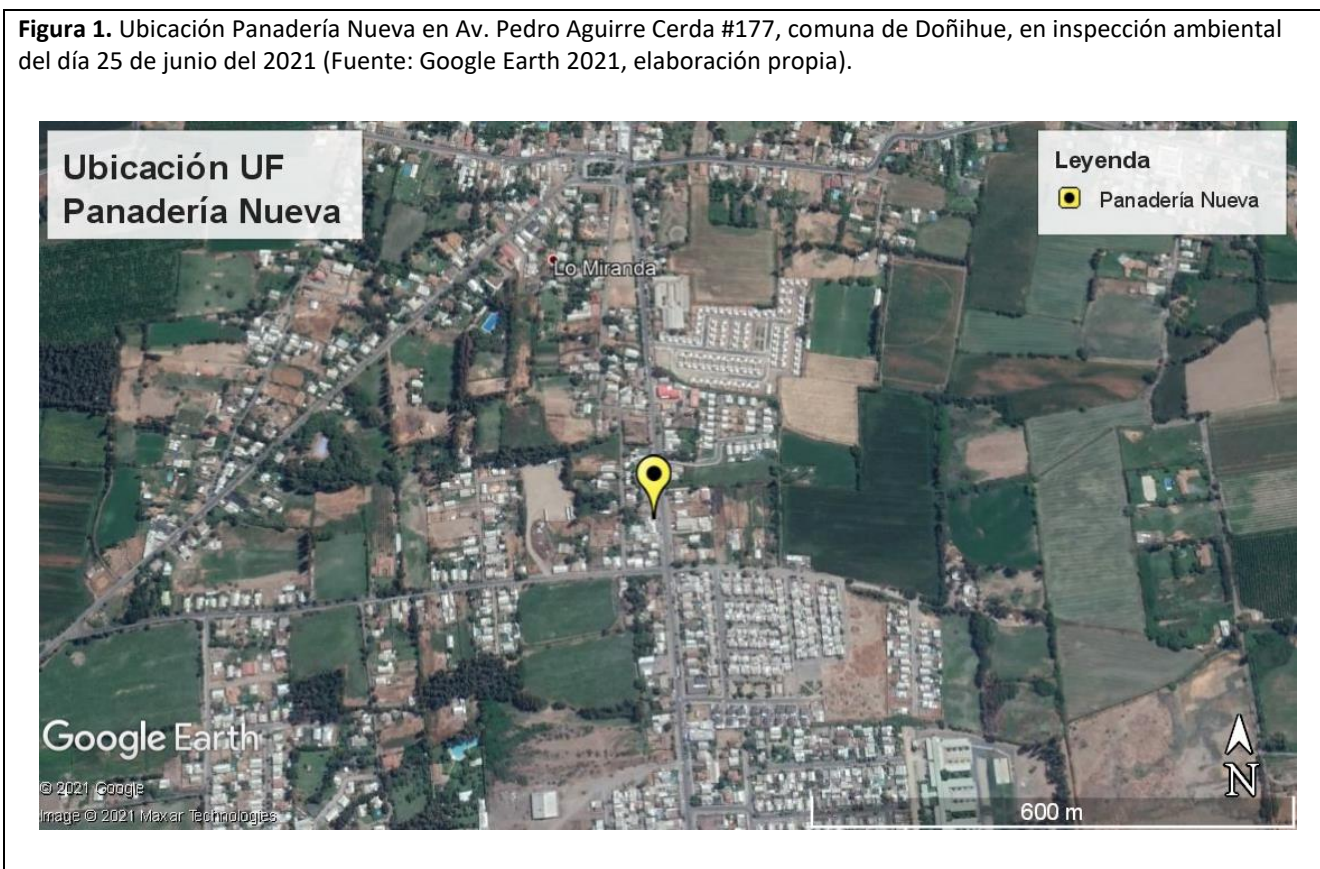 Figura 1. Ubicación Panadería Nueva en Av. Pedro Aguirre Cerda #177, comuna de Doñihue, en inspección ambiental
del día 25 de junio del 2021 (Fuente: Google Earth 2021, elaboración propia).
Ubicación UF
Panadería Nueva
Leyenda
Panadería Nueva
Lo Miranda
Google Earth
© 2021 Google
Image © 2021 Maxar Technologies
N
600 m